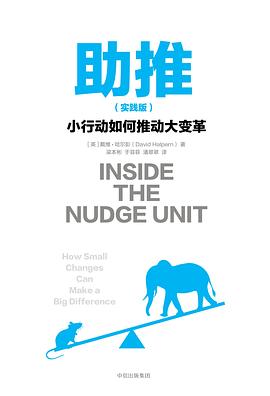 助推
（实践版）
小行动如何推动大变革
［英］戴维·哈尔彭（David Halpern） 著
梁本彬 于菲菲 潘翠翠 译
INSIDE
THE
NUDGE UNIT
How Small
Changes
Can
Make a
Big Difference
中信出版集团